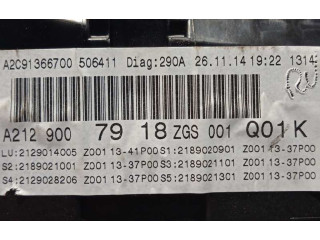 A2C91366700 506411 Diag:290A 26.11.14 19:22 1314
A212 900 79 18 ZGS 001 Q01K
LU:2129014005 Z001 13-41P00 S1:2189020901 Z001 13-37P00
S2:2189021001 Z001 13-37P00 S3:2189021101 Z001 13-37P00
S4:2129028206 Z001 13-37P00 S5:2189021301 Z001 13-37P00